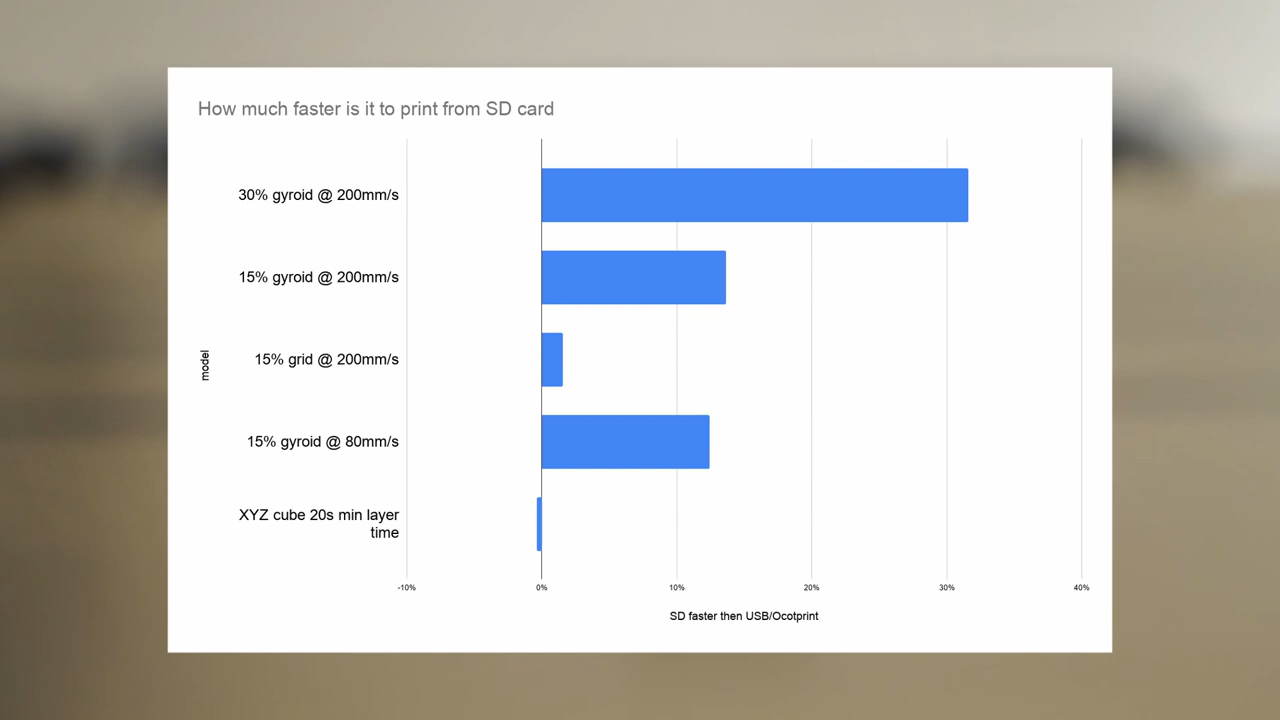 How much faster is it to print from SD card
30% gyroid @ 200mm/s
15% gyroid @ 200mm/s
15% grid @ 200mm/s
15% gyroid @ 80mm/s
XYZ cube 20s min layer
time
model
-10%
0%
10%
20%
30%
40%
SD faster then USB/Ocotprint